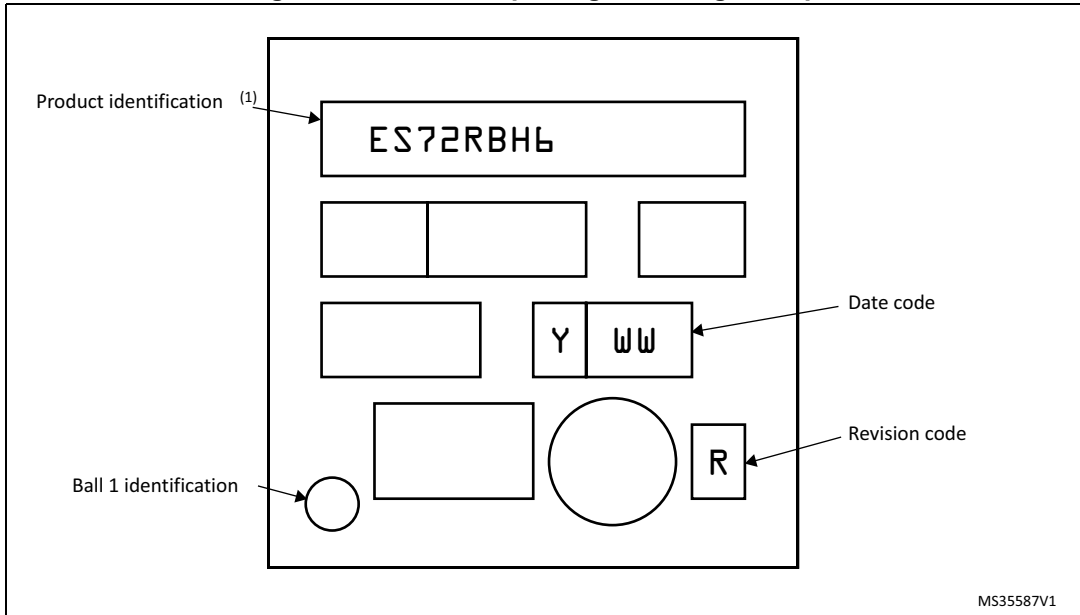 Product identification (1)
ES72RBH6
Y WW
Date code
R
Revision code
Ball 1 identification
MS35587V1